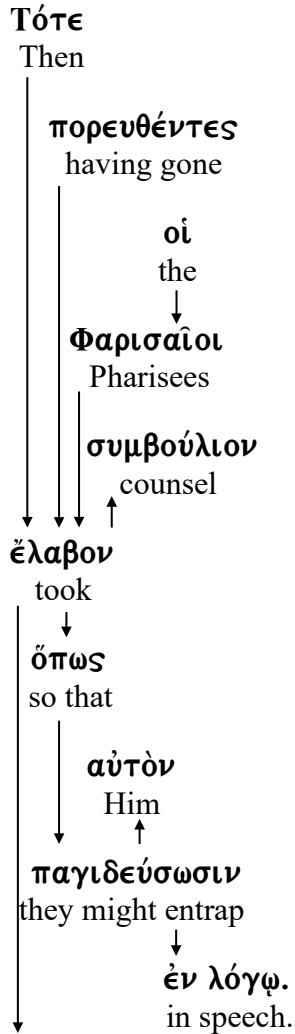 Τότε
Then
πορευθέντες
having gone
οἱ
the
Φαρισαῖοι
Pharisees
συμβούλιον
counsel
ἔλαβον
took
ὅπως
so that
αὐτὸν
Him
παγιδεύσωσιν
they might entrap
ἐν λόγῳ.
in speech.